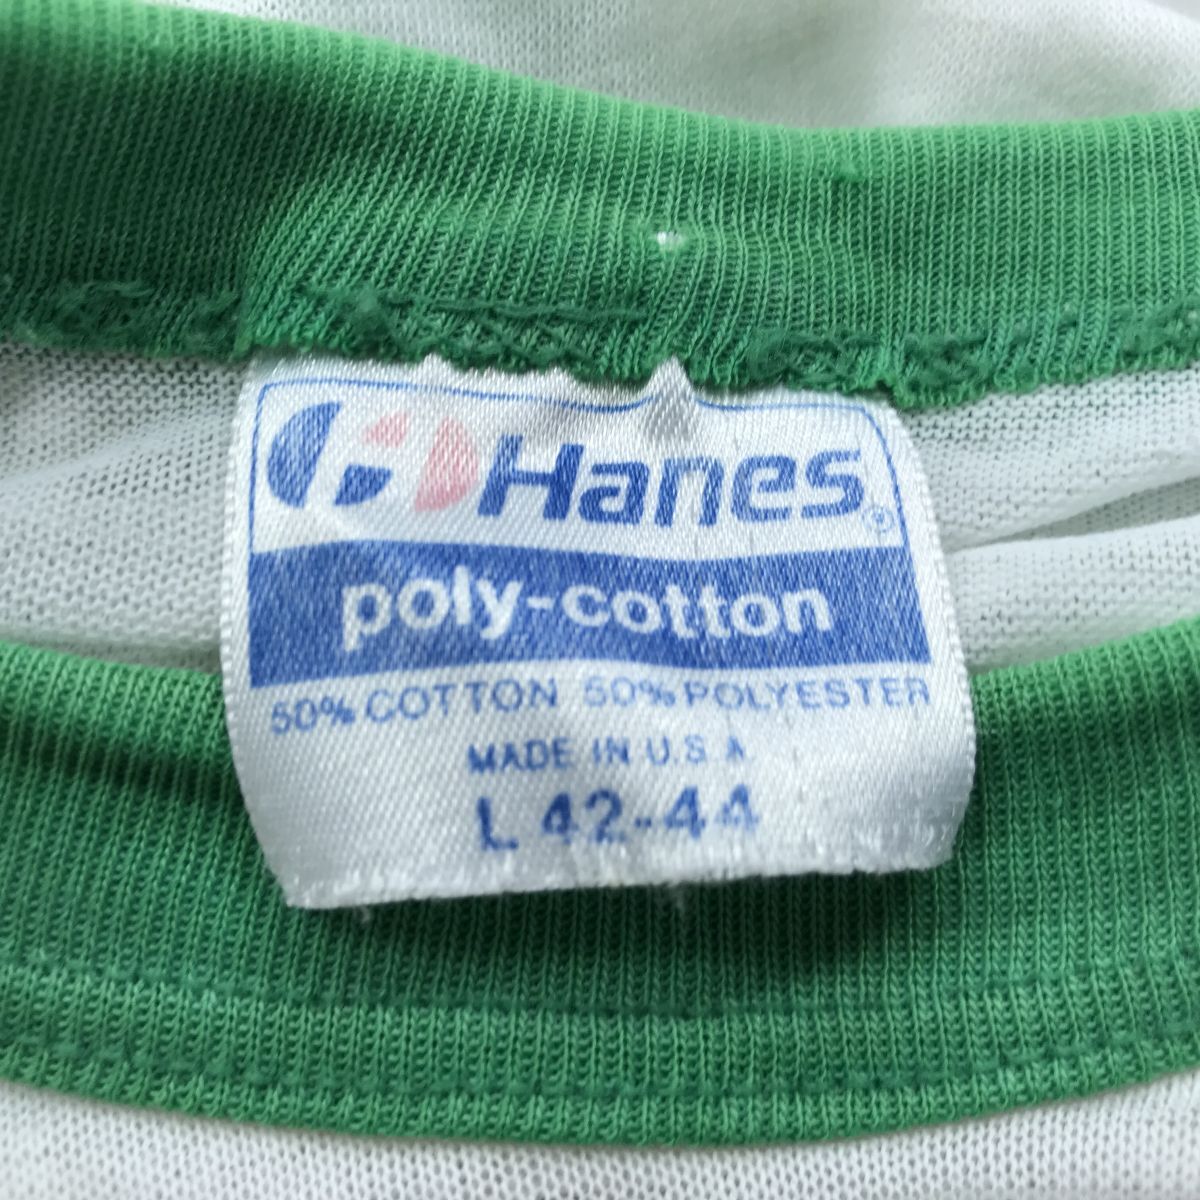 Hanes®
poly-cotton
50% COTTON 50% POLYESTER
MADE IN U.S.A
L 42-44